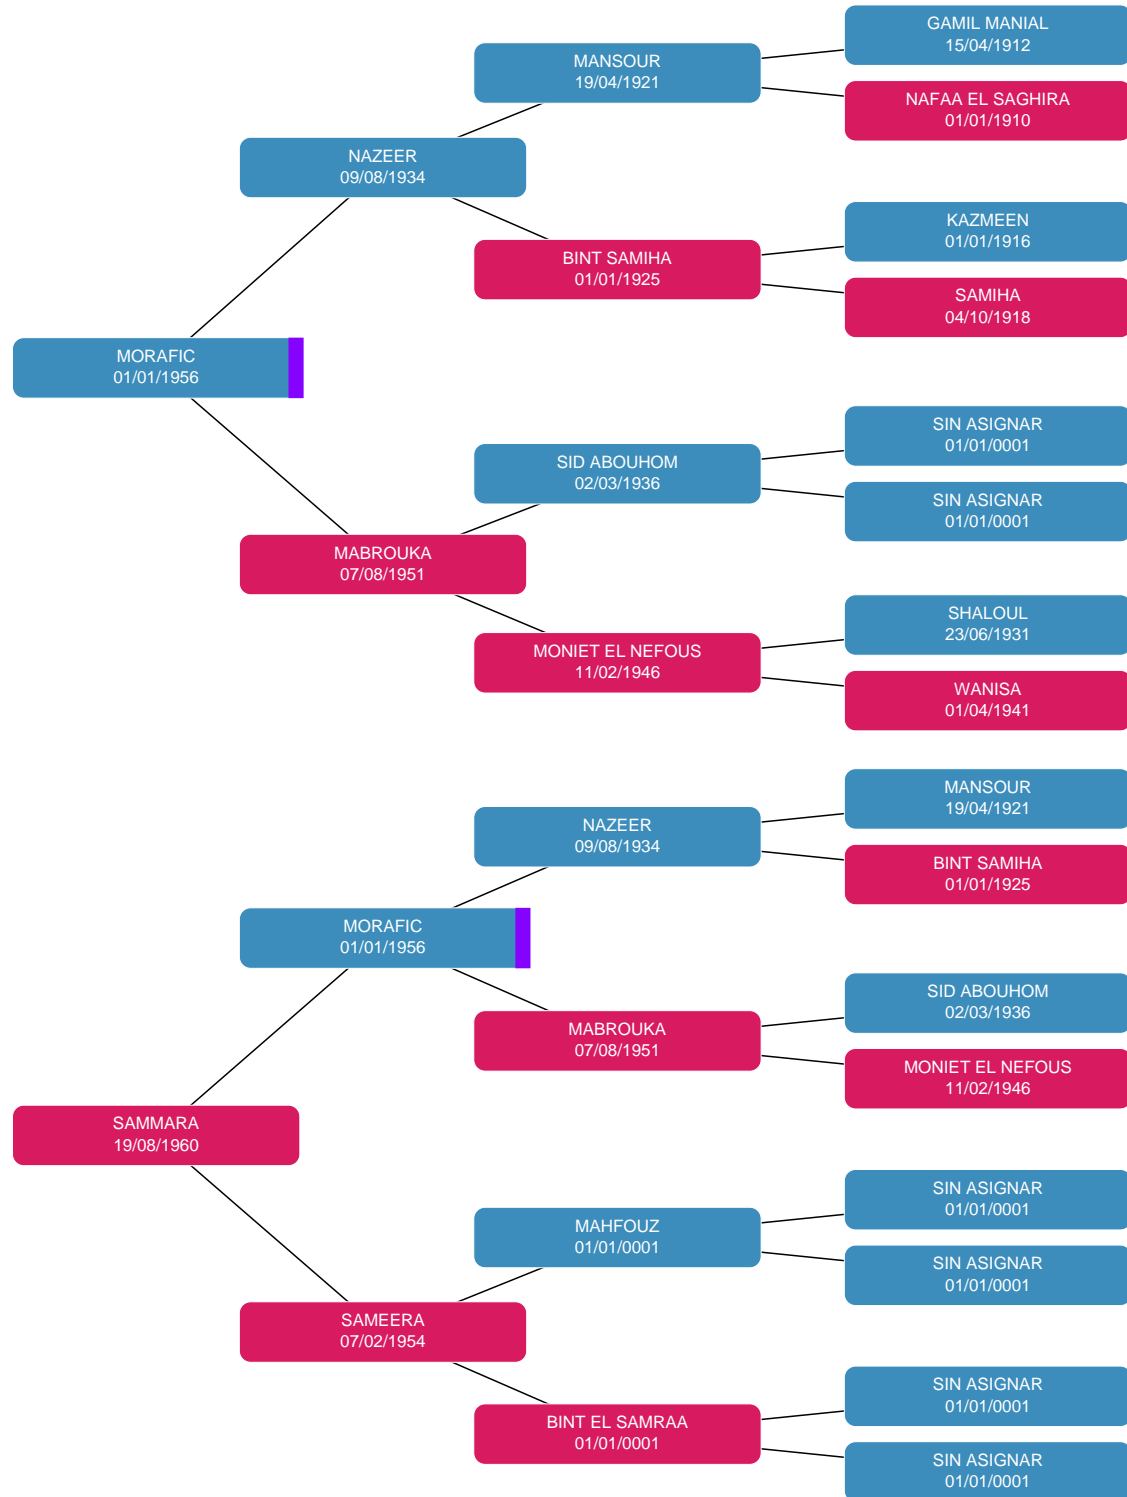 GAMIL MANIAL
15/04/1912
MANSOUR
19/04/1921
NAFAA EL SAGHIRA
01/01/1910
NAZEER
09/08/1934
KAZMEEN
01/01/1916
BINT SAMIHA
01/01/1925
SAMIHA
04/10/1918
MORAFIC
01/01/1956
SIN ASIGNAR
01/01/0001
SID ABOUHOM
02/03/1936
SIN ASIGNAR
01/01/0001
MABROUKA
07/08/1951
SHALOUL
23/06/1931
MONIET EL NEFOUS
11/02/1946
WANISA
01/04/1941
MANSOUR
19/04/1921
NAZEER
09/08/1934
BINT SAMIHA
01/01/1925
MORAFIC
01/01/1956
SID ABOUHOM
02/03/1936
MABROUKA
07/08/1951
MONIET EL NEFOUS
11/02/1946
SAMMARA
19/08/1960
SIN ASIGNAR
01/01/0001
MAHFOUZ
01/01/0001
SIN ASIGNAR
01/01/0001
SAMEERA
07/02/1954
SIN ASIGNAR
01/01/0001
BINT EL SAMRAA
01/01/0001
SIN ASIGNAR
01/01/0001